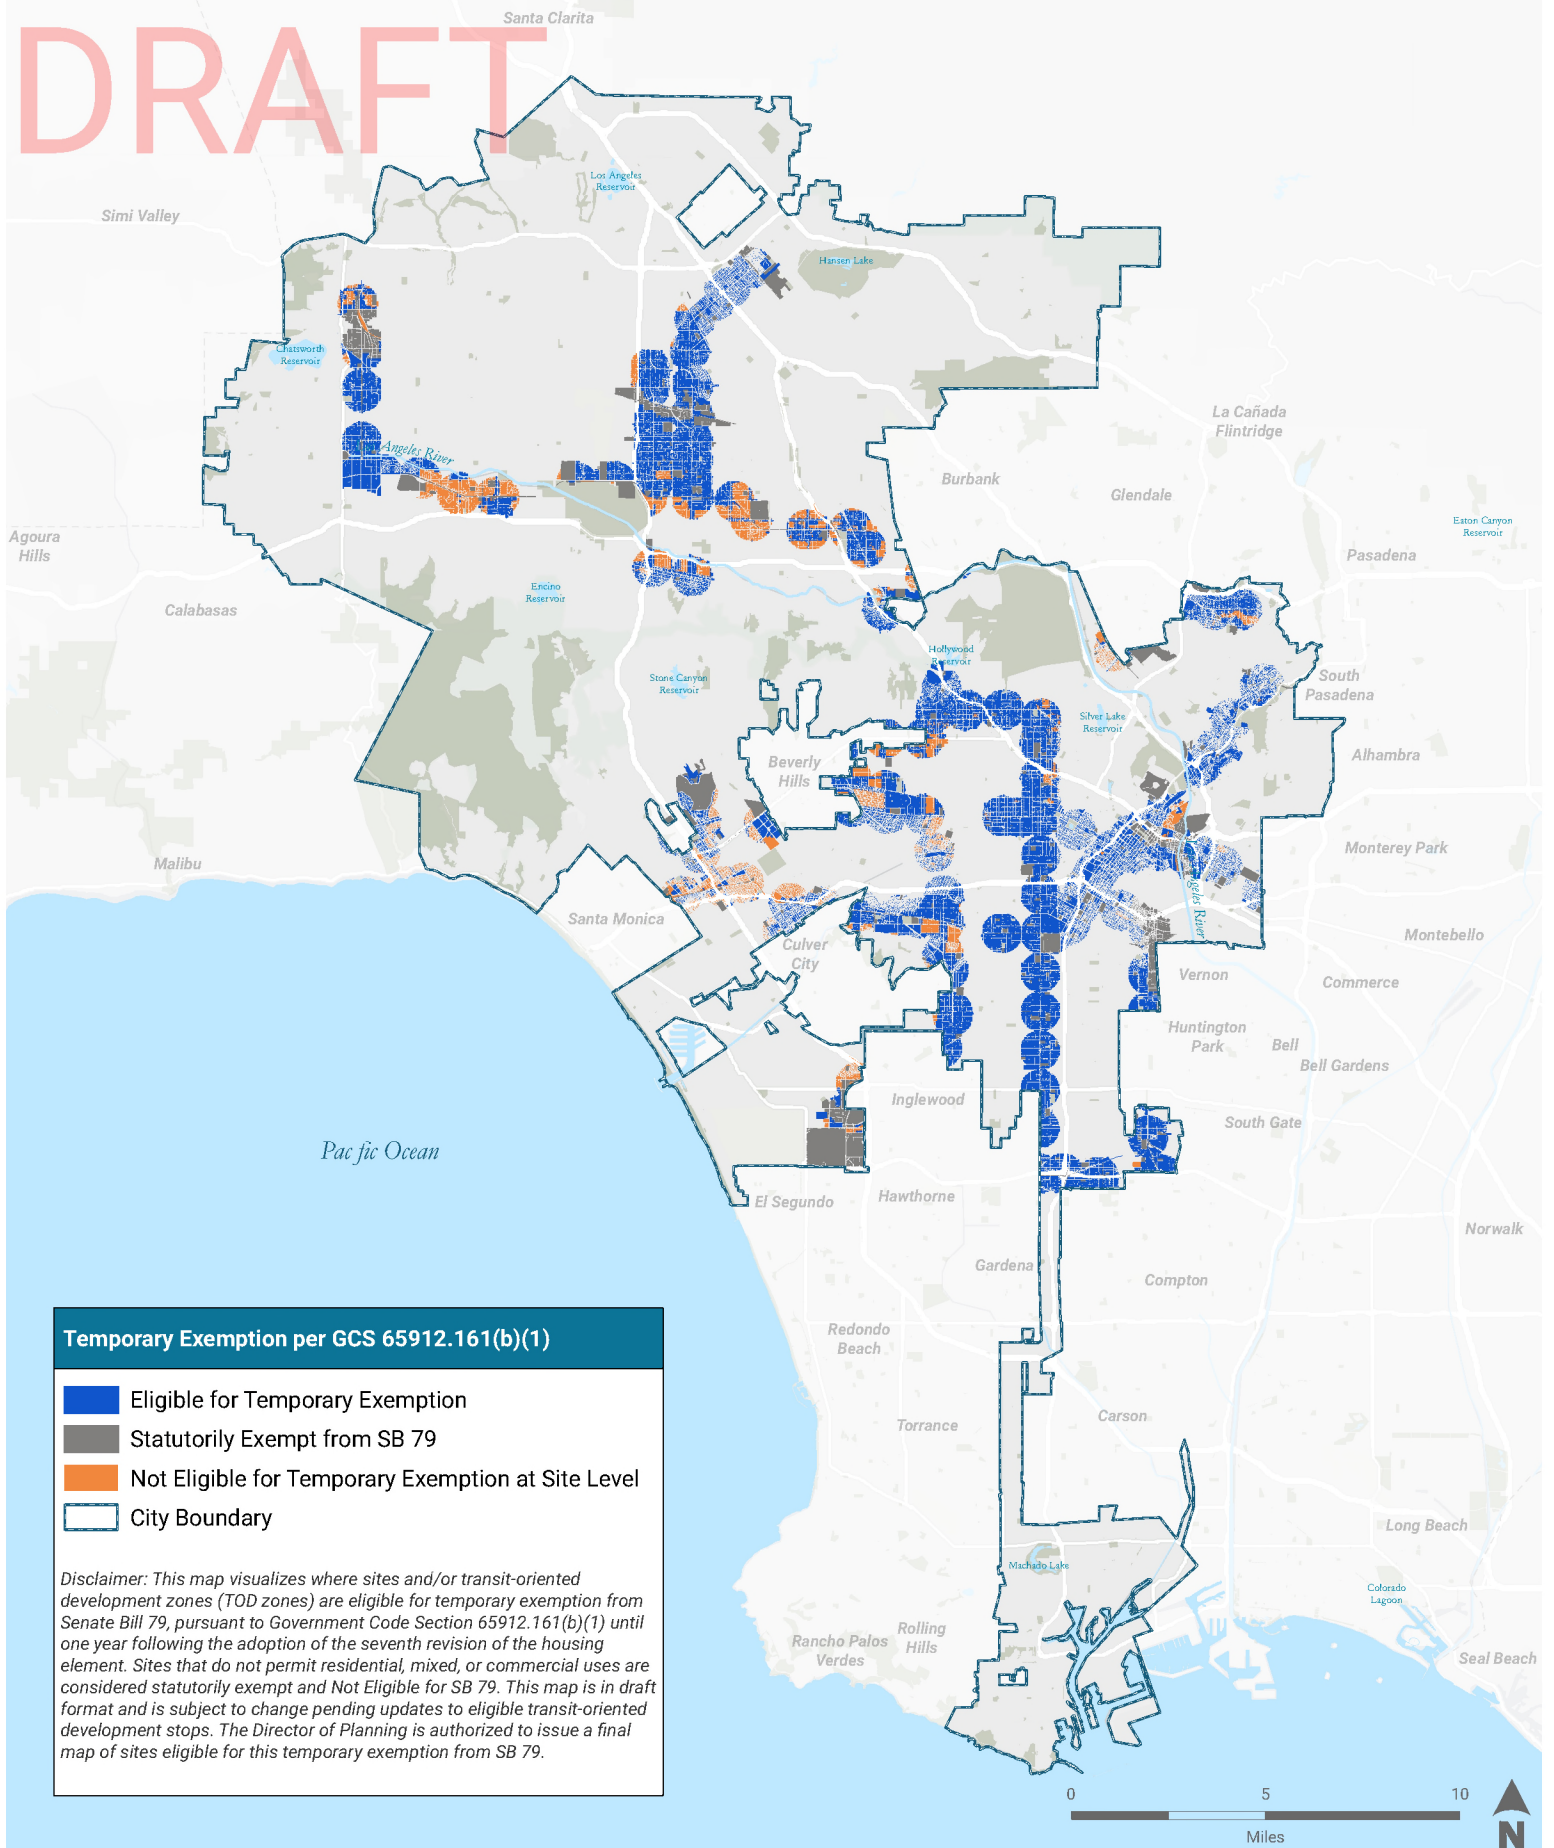 DRAFT
Santa Clarita
Los Angeles
Reservoir
Simi Valley
Hansen Lake
Chatsworth
Reservoir
La Cañada
Flintridge
Angeles River
Burbank
Glendale
Eaton Canyon
Reservoir
Agoura
Hills
Pasadena
Encino
Reservoir
Calabasas
Hollywood
Reservoir
Stone Canyon
Reservoir
South
Pasadena
Silver Lake
Reservoir
Alhambra
Beverly
Hills
Monterey Park
Malibu
geles River
Santa Monica
Culver
City
Montebello
Vernon
Commerce
Huntington
Park
Bell
Bell Gardens
Inglewood
South Gate
Pac fic Ocean
El Segundo
Hawthorne
Norwalk
Gardena
Compton
Redondo
Beach
Torrance
Carson
Long Beach
Machado Lake
Colorado
Lagoon
Rolling
Hills
Rancho Palos
Verdes
Seal Beach
Temporary Exemption per GCS 65912.161(b)(1)
Eligible for Temporary Exemption
Statutorily Exempt from SB 79
Not Eligible for Temporary Exemption at Site Level
City Boundary
Disclaimer: This map visualizes where sites and/or transit-oriented
development zones (TOD zones) are eligible for temporary exemption from
Senate Bill 79, pursuant to Government Code Section 65912.161(b)(1) until
one year following the adoption of the seventh revision of the housing
element. Sites that do not permit residential, mixed, or commercial uses are
considered statutorily exempt and Not Eligible for SB 79. This map is in draft
format and is subject to change pending updates to eligible transit-oriented
development stops. The Director of Planning is authorized to issue a final
map of sites eligible for this temporary exemption from SB 79.
0 5 10
Miles
N